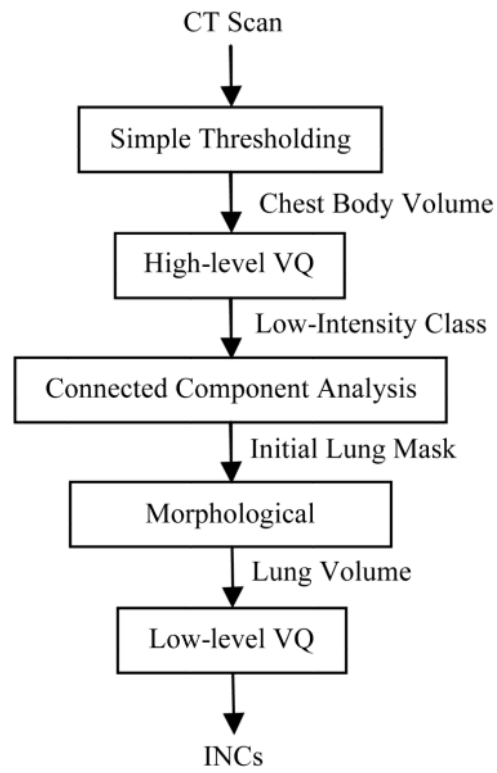 CT Scan
Simple Thresholding
Chest Body Volume
High-level VQ
Low-Intensity Class
Connected Component Analysis
Initial Lung Mask
Morphological
Lung Volume
Low-level VQ
INCs